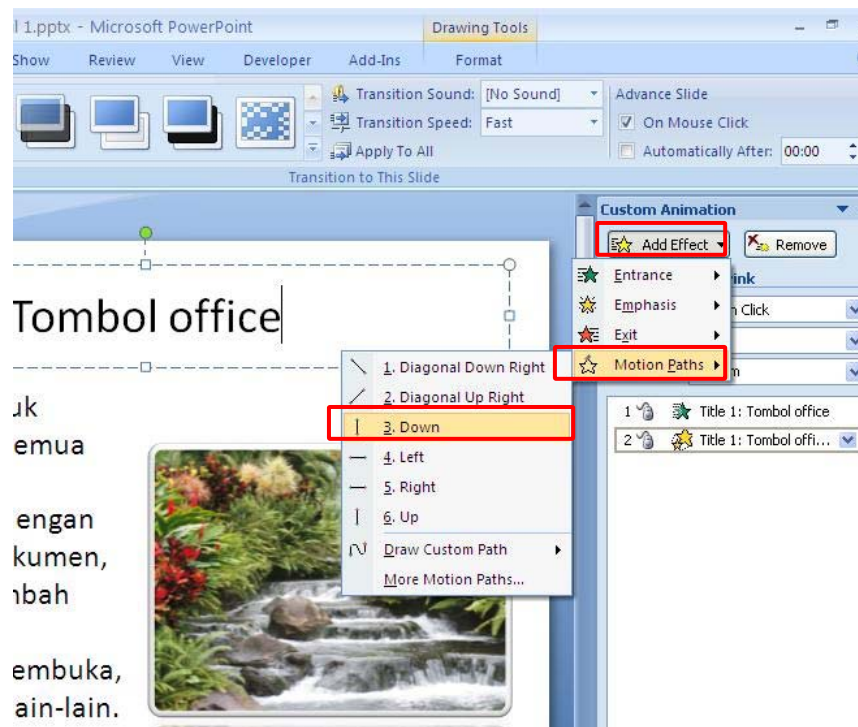 l 1.pptx - Microsoft PowerPoint
Drawing Tools
Show Review View Developer Add-Ins Format
Transition Sound: [No Sound]
Transition Speed: Fast
Apply To All
Advance Slide
On Mouse Click
Automatically After: 00:00
Transition to This Slide
Custom Animation
Add Effect
Remove
Entrance
Emphasis
Exit
Motion Paths
1. Diagonal Down Right
2. Diagonal Up Right
3. Down
4. Left
5. Right
6. Up
Draw Custom Path
More Motion Paths...
ink
Click
m
1 Title 1: Tombol office
2 Title 1: Tombol offi...
Tombol office
uk
emua
engan
kumen,
nbah
embuka,
ain-lain.